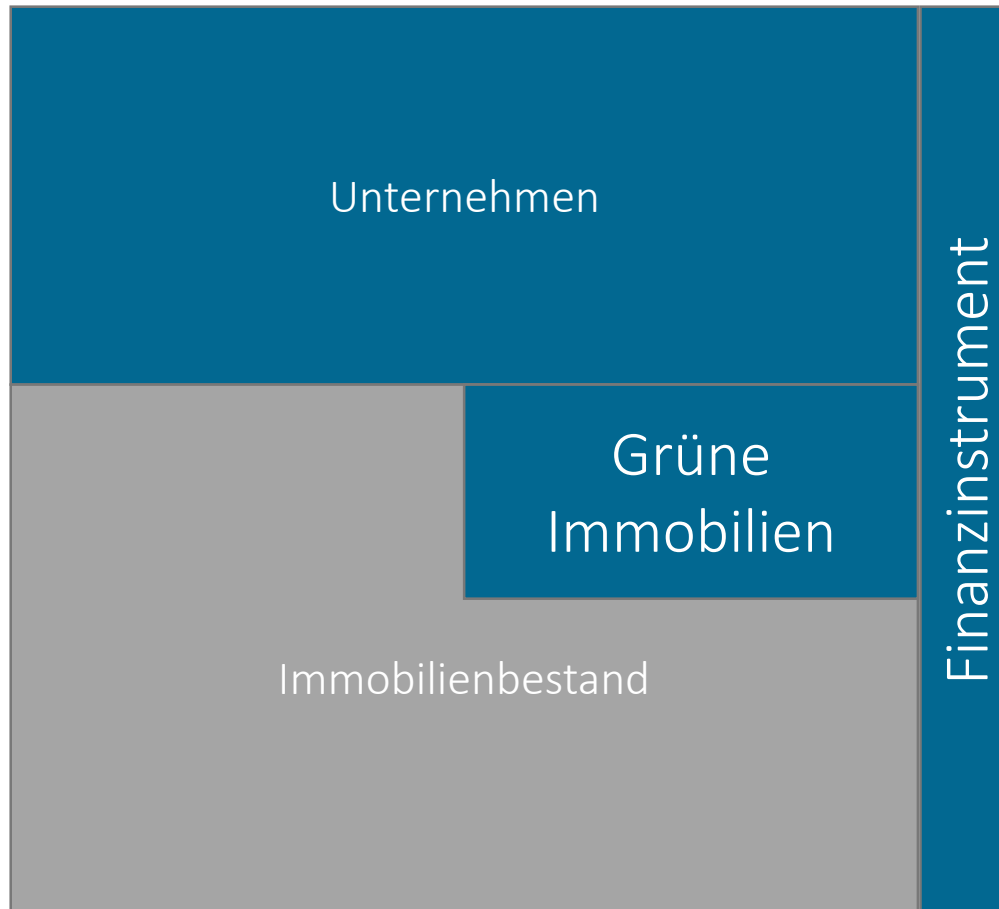 Unternehmen
Grüne
Immobilien
Immobilienbestand
Finanzinstrument